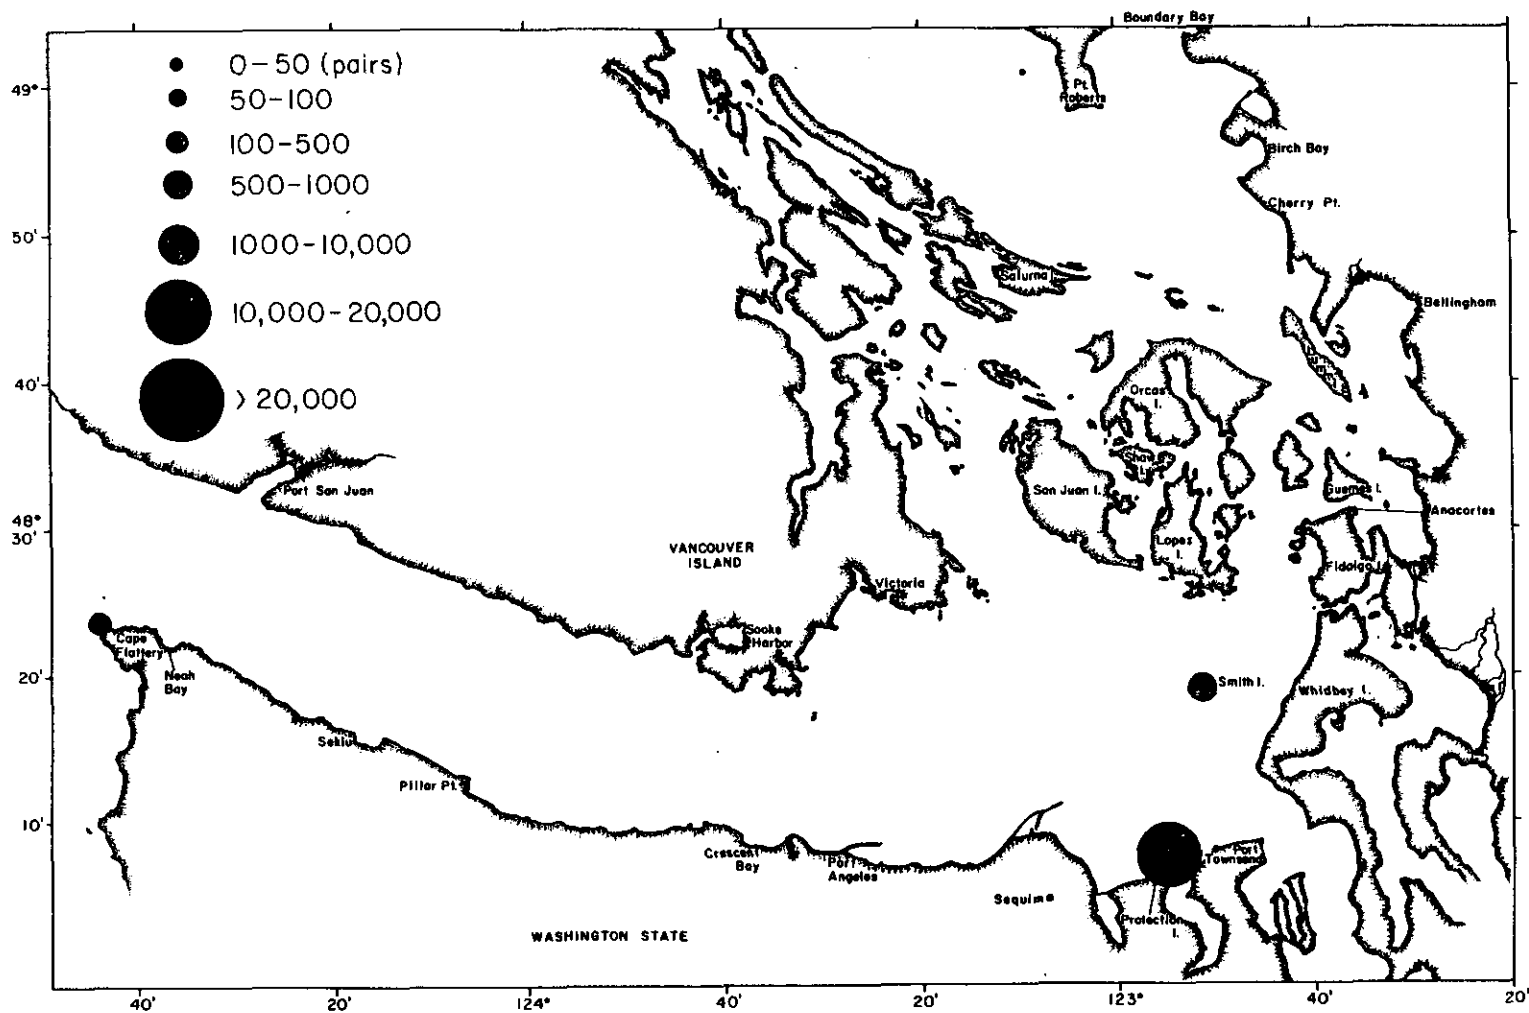 Boundary Bay
0-50 (pairs)
50-100
100-500
500-1000
1000-10,000
10,000-20,000
> 20,000
49°
50'
40'
48°
30'
20'
10'
Pt.
Roberts
Birch Bay
Cherry Pt.
Saturna I.
Bellingham
Orcas
I.
Shaw
I.
San Juan I.
Guemes I.
Anacortes
Lopez
I.
Fidalgo I.
Port San Juan
VANCOUVER
ISLAND
Victoria
Sooke
Harbor
Cape
Flattery
Neah
Bay
Smith I.
Whidbey I.
Sekiu
Pillar Pt.
Crescent
Bay
Port
Angeles
Port
Townsend
Sequim
Protection
I.
WASHINGTON STATE
40'
20'
124°
40'
20'
123°
40'
20'